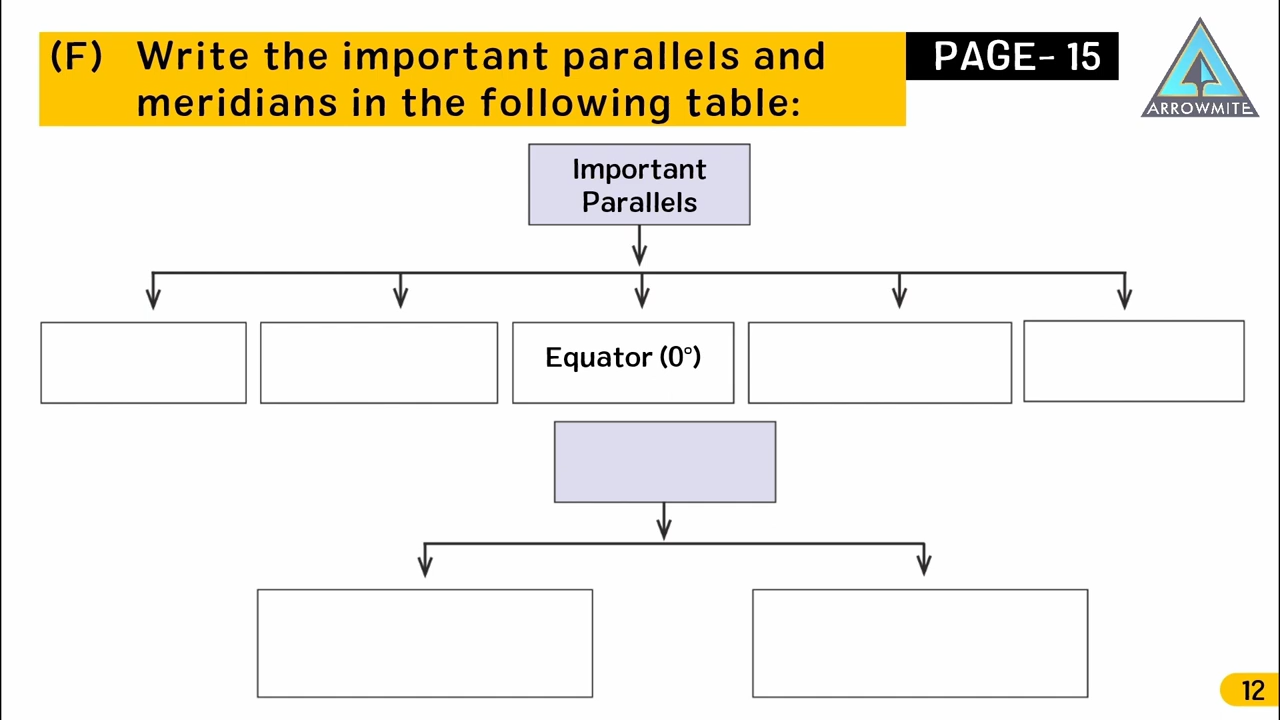 (F) Write the important parallels and
meridians in the following table:
PAGE- 15
ARROWMITE
Important
Parallels
Equator (0°)
12